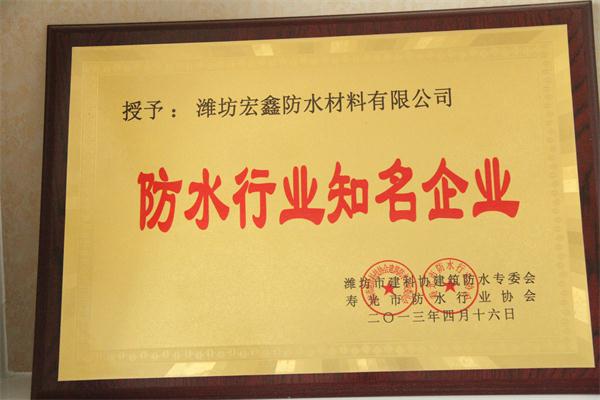 授予：潍坊宏鑫防水材料有限公司
防水行业知名企业
潍坊市建科协建筑防水专委会
寿光市防水行业协会
二〇一三年四月十六日